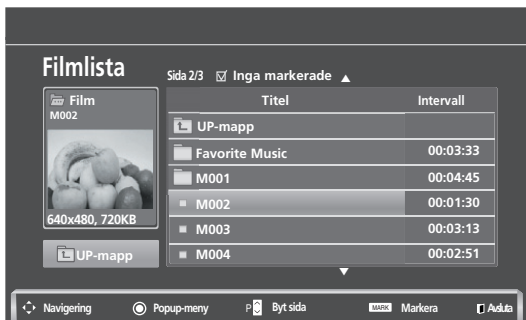 Filmlista
Sida 2/3 Inga markerade
Film
M002
640x480, 720KB
UP-mapp
Titel Intervall
UP-mapp
Favorite Music 00:03:33
M001 00:04:45
M002 00:01:30
M003 00:03:13
M004 00:02:51
Navigering Popup-meny P Byt sida MARK Markera Avsluta